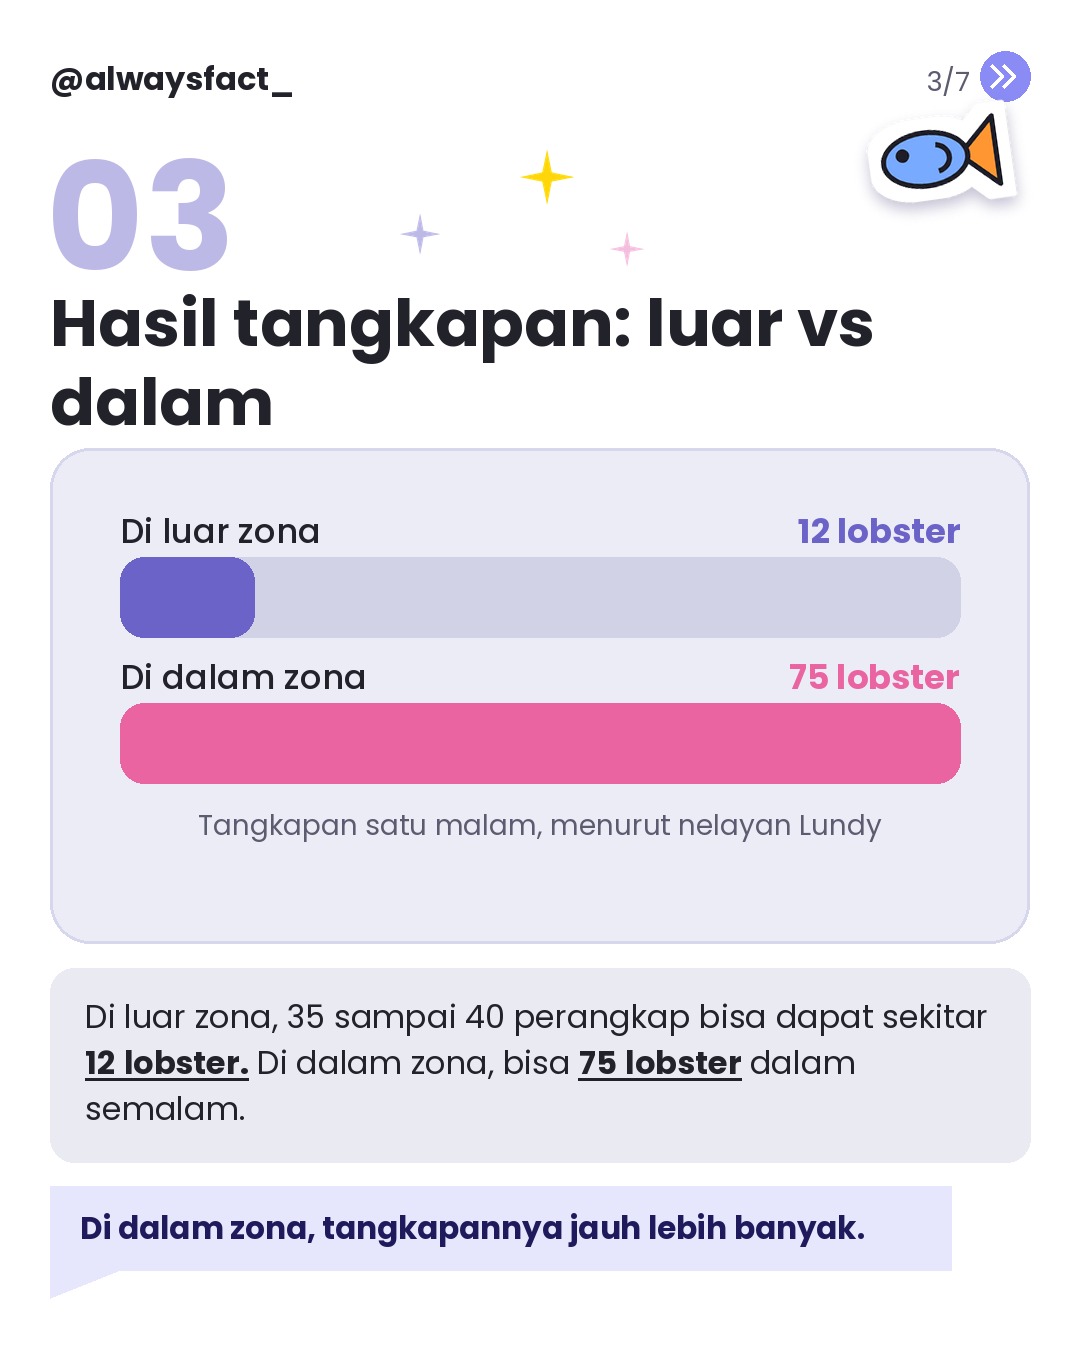 @alwaysfact_
3/7
03
Hasil tangkapan: luar vs
dalam
Di luar zona
12 lobster
Di dalam zona
75 lobster
Tangkapan satu malam, menurut nelayan Lundy
Di luar zona, 35 sampai 40 perangkap bisa dapat sekitar
12 lobster. Di dalam zona, bisa 75 lobster dalam
semalam.
Di dalam zona, tangkapannya jauh lebih banyak.